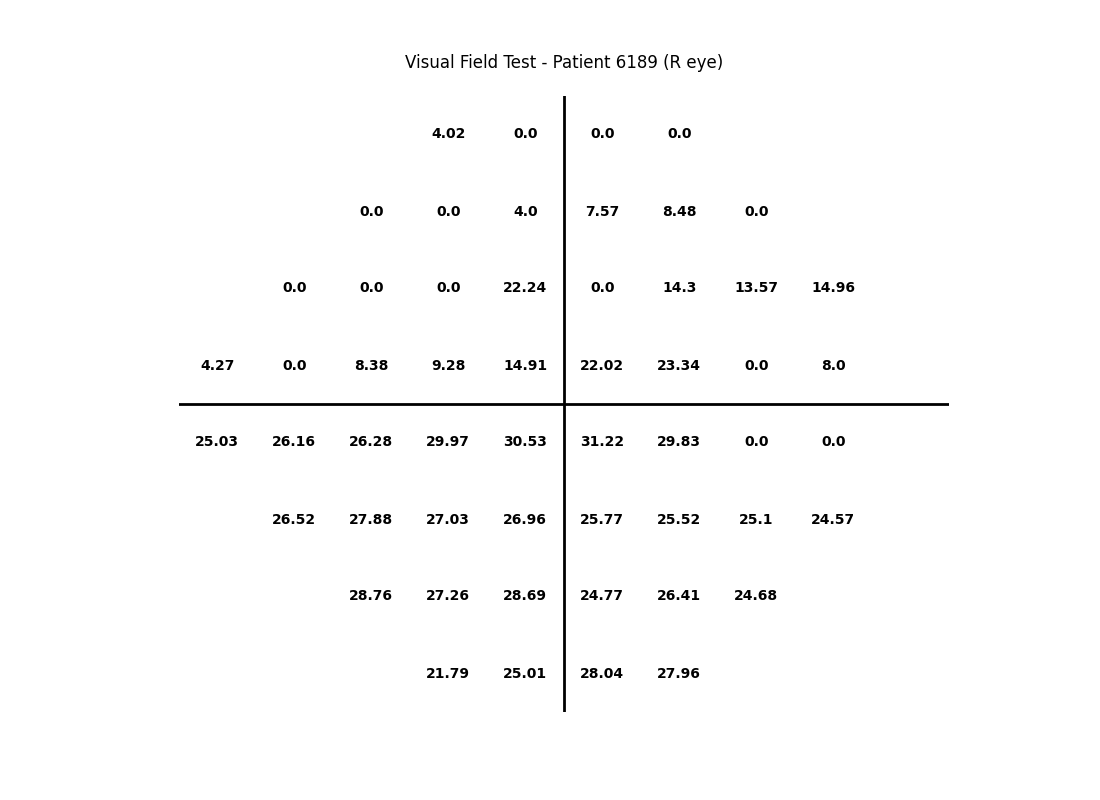 Visual Field Test - Patient 6189 (R eye)
4.02 0.0 0.0 0.0
0.0 0.0 4.0 7.57 8.48 0.0
0.0 0.0 0.0 22.24 0.0 14.3 13.57 14.96
4.27 0.0 8.38 9.28 14.91 22.02 23.34 0.0 8.0
25.03 26.16 26.28 29.97 30.53 31.22 29.83 0.0 0.0
26.52 27.88 27.03 26.96 25.77 25.52 25.1 24.57
28.76 27.26 28.69 24.77 26.41 24.68
21.79 25.01 28.04 27.96